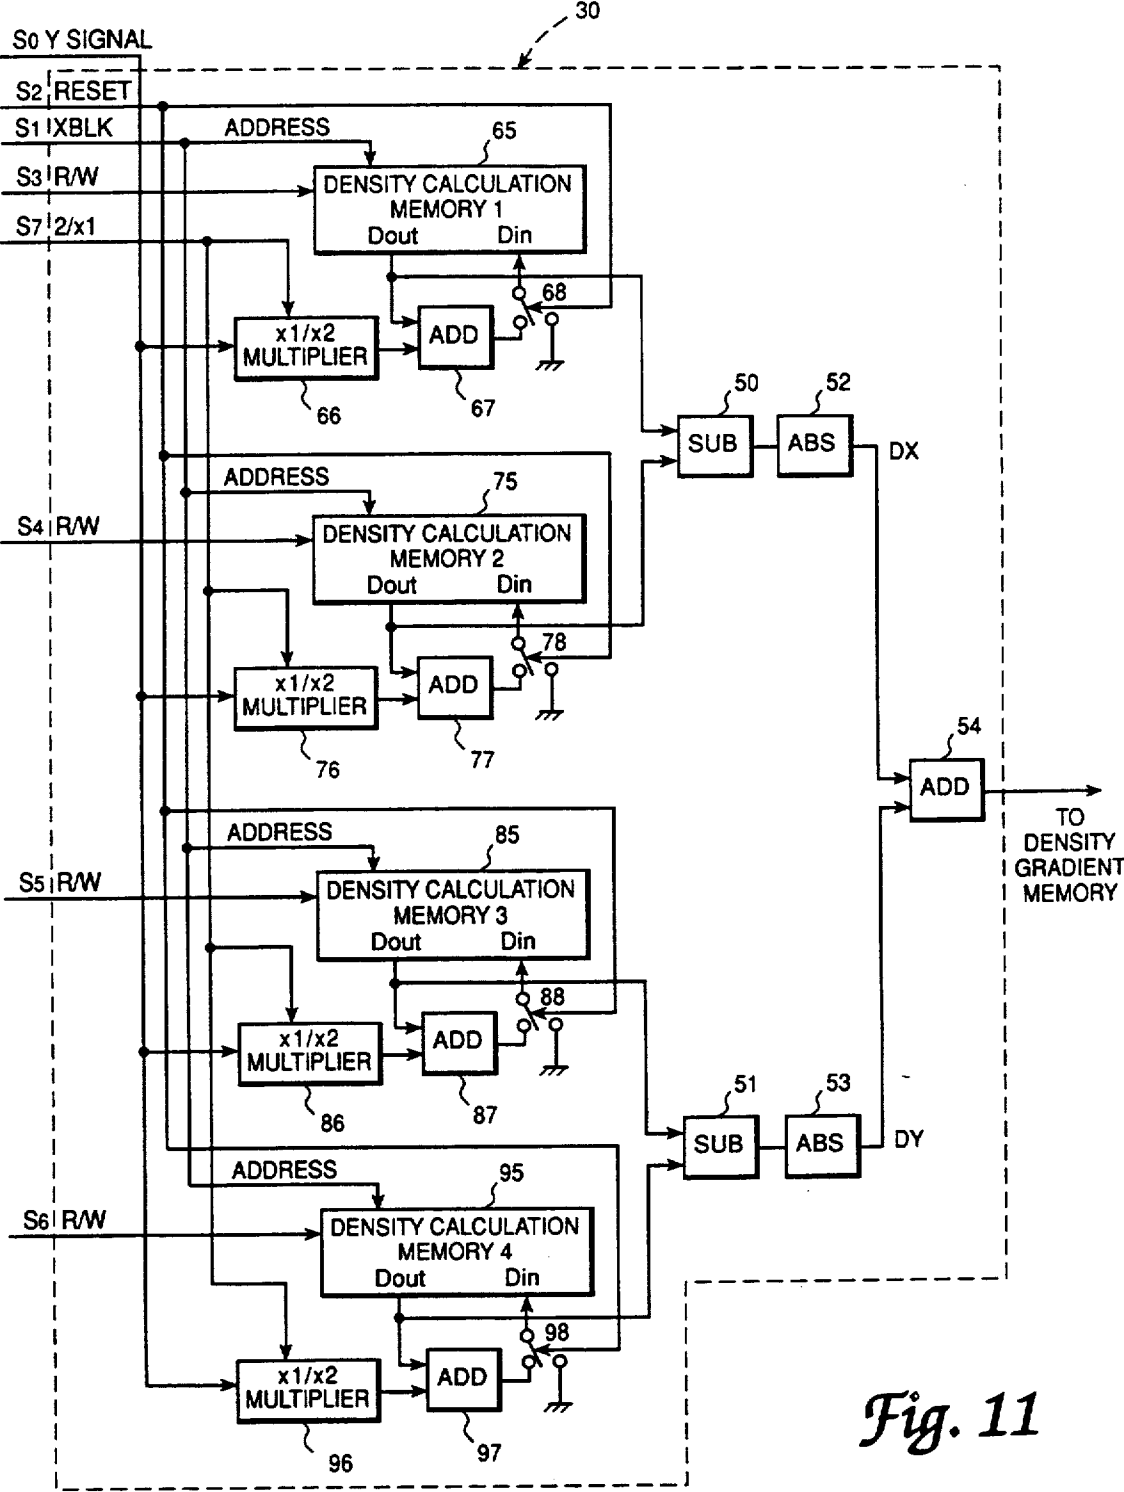 30
S0 Y SIGNAL
S2 RESET
S1 XBLK
ADDRESS
65
S3 R/W
DENSITY CALCULATION
MEMORY 1
Dout Din
S7 2/x1
68
x1/x2
MULTIPLIER
ADD
66
67
50
52
SUB
ABS
DX
ADDRESS
75
S4 R/W
DENSITY CALCULATION
MEMORY 2
Dout Din
78
x1/x2
MULTIPLIER
ADD
76
77
54
ADD
TO
DENSITY
GRADIENT
MEMORY
ADDRESS
85
S5 R/W
DENSITY CALCULATION
MEMORY 3
Dout Din
88
x1/x2
MULTIPLIER
ADD
86
87
51
53
SUB
ABS
DY
ADDRESS
95
S6 R/W
DENSITY CALCULATION
MEMORY 4
Dout Din
98
x1/x2
MULTIPLIER
ADD
96
97
Fig. 11